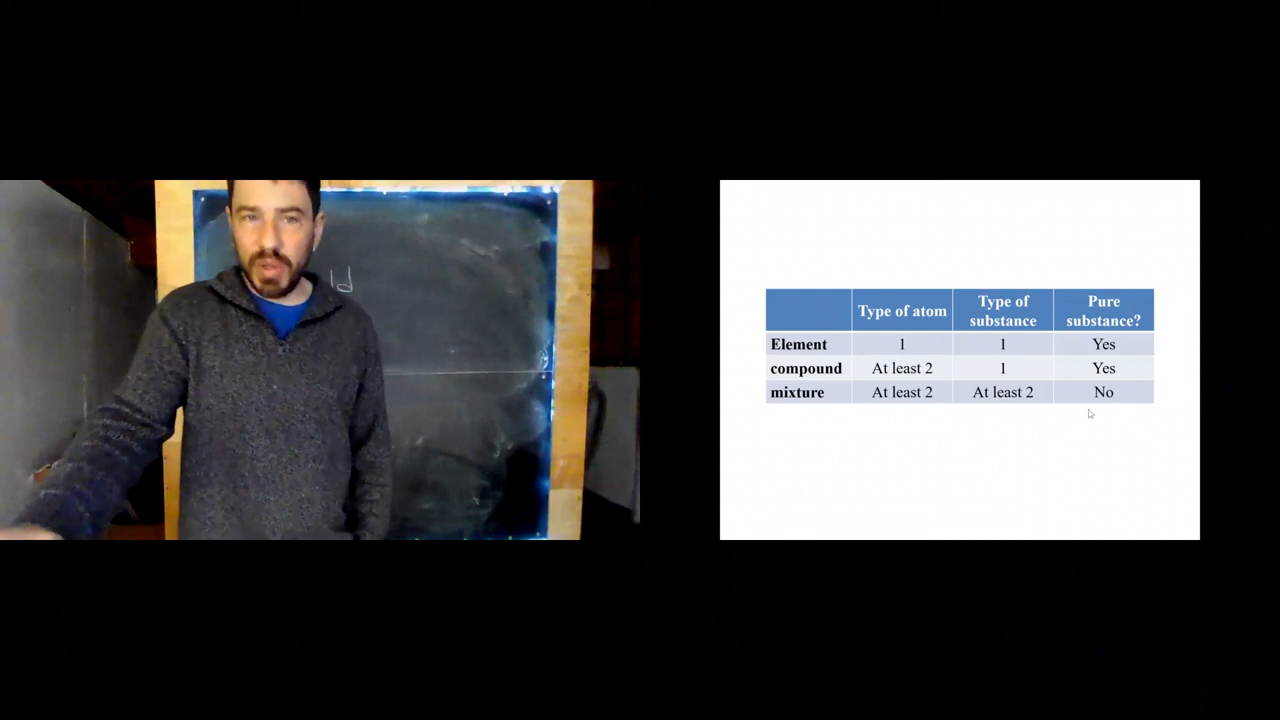 Type of atom
Type of substance
Pure substance?
Element 1 1 Yes
compound At least 2 1 Yes
mixture At least 2 At least 2 No